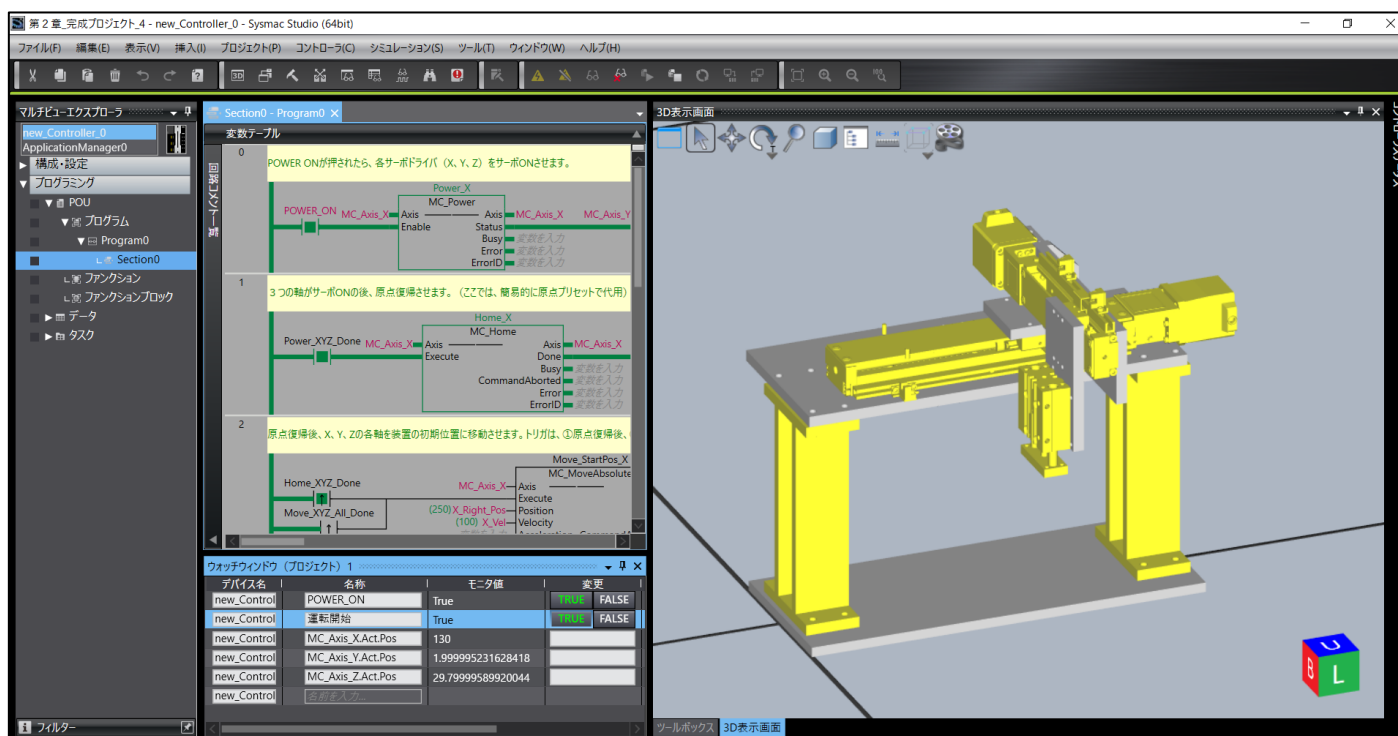 第２章_完成プロジェクト_4 - new_Controller_0 - Sysmac Studio (64bit)
ファイル(F) 編集(E) 表示(V) 挿入(I) プロジェクト(P) コントローラ(C) シミュレーション(S) ツール(T) ウィンドウ(W) ヘルプ(H)
マルチビューエクスプローラ
new_Controller_0
ApplicationManager0
構成・設定
プログラミング
POU
プログラム
Program0
Section0
ファンクション
ファンクションブロック
データ
タスク
フィルター
Section0 - Program0
変数テーブル
回路コメント一覧
0
POWER ONが押されたら、各サーボドライバ（X、Y、Z）をサーボONさせます。
Power_X
MC_Power
POWER_ON MC_Axis_X Axis Axis MC_Axis_X MC_Axis_Y
Enable Status
Busy 変数を入力
Error 変数を入力
ErrorID 変数を入力
1
３つの軸がサーボONの後、原点復帰させます。（ここでは、簡易的に原点プリセットで代用）
Home_X
MC_Home
Power_XYZ_Done MC_Axis_X Axis Axis MC_Axis_X
Execute Done
Busy 変数を入力
CommandAborted 変数を入力
Error 変数を入力
ErrorID 変数を入力
2
原点復帰後、X、Y、Zの各軸を装置の初期位置に移動させます。トリガは、①原点復帰後、
Move_StartPos_X
MC_MoveAbsolute
Home_XYZ_Done MC_Axis_X Axis
Execute
Move_XYZ_All_Done (250) X_Right_Pos Position
(100) X_Vel Velocity
ウォッチウィンドウ（プロジェクト）1
デバイス名 名称 モニタ値 変更
new_Control POWER_ON True TRUE FALSE
new_Control 運転開始 True TRUE FALSE
new_Control MC_Axis_X.Act.Pos 130
new_Control MC_Axis_Y.Act.Pos 1.999995231628418
new_Control MC_Axis_Z.Act.Pos 29.79999589920044
new_Control 名前を入力...
3D表示画面
T
U
B
L
ツールボックス 3D表示画面